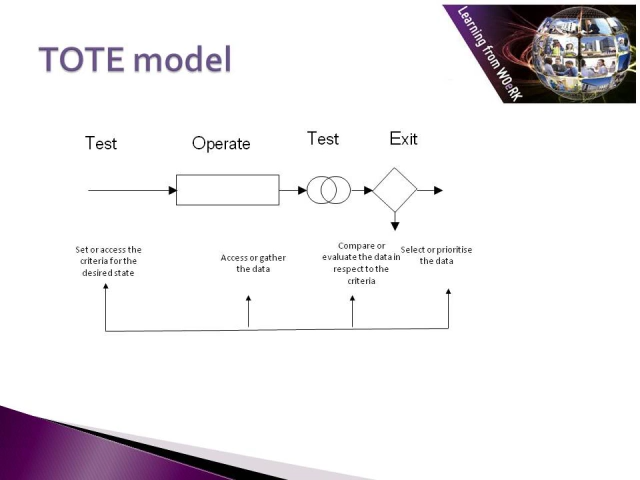 TOTE model
Learning from WOeRK
Test
Operate
Test
Exit
Set or access the
criteria for the
desired state
Access or gather
the data
Compare or
evaluate the data in
respect to the
criteria
Select or prioritise
the data